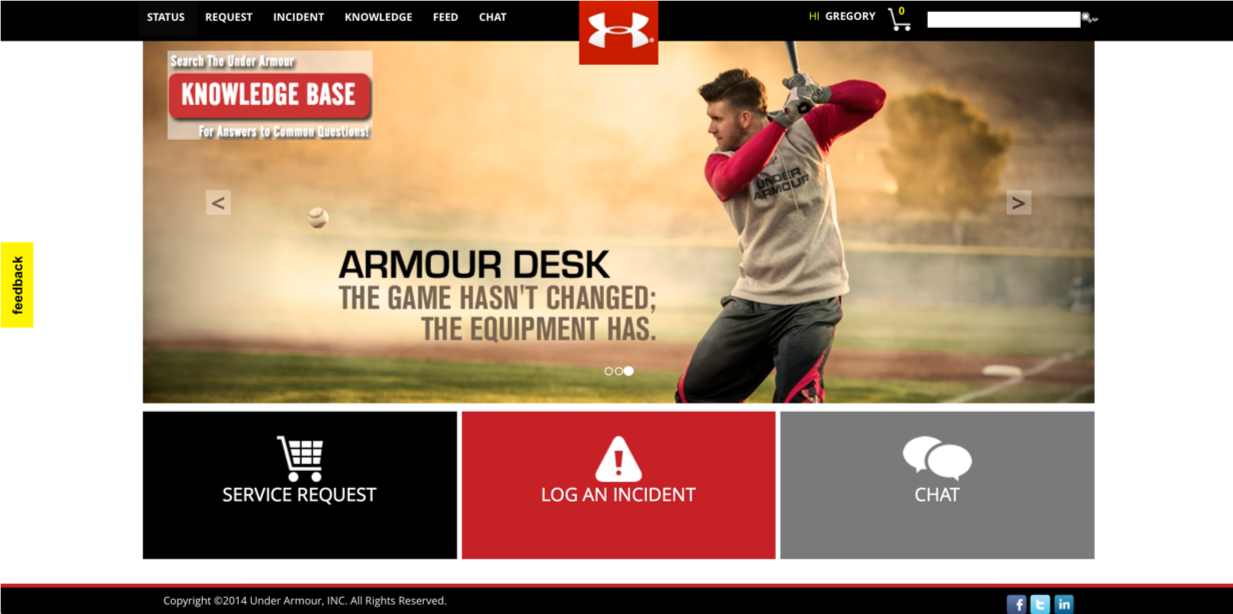 STATUS REQUEST INCIDENT KNOWLEDGE FEED CHAT
HI GREGORY 0
Search The Under Armour
KNOWLEDGE BASE
For Answers to Common Questions!
UNDER
ARMOUR
< >
feedback
ARMOUR DESK
THE GAME HASN'T CHANGED;
THE EQUIPMENT HAS.
SERVICE REQUEST
LOG AN INCIDENT
CHAT
Copyright ©2014 Under Armour, INC. All Rights Reserved.
f t in